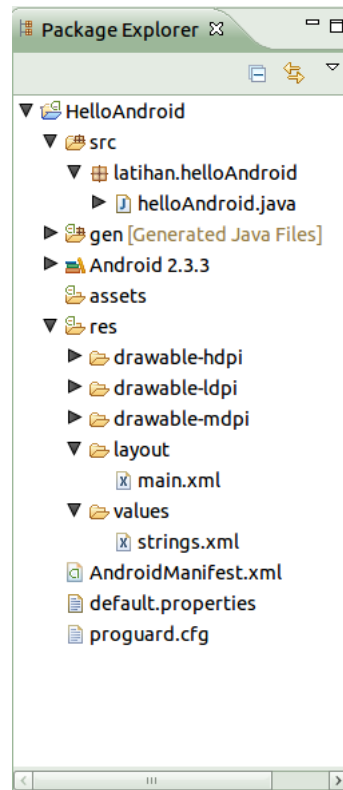 Package Explorer
HelloAndroid
src
latihan.helloAndroid
helloAndroid.java
gen [Generated Java Files]
Android 2.3.3
assets
res
drawable-hdpi
drawable-ldpi
drawable-mdpi
layout
main.xml
values
strings.xml
AndroidManifest.xml
default.properties
proguard.cfg